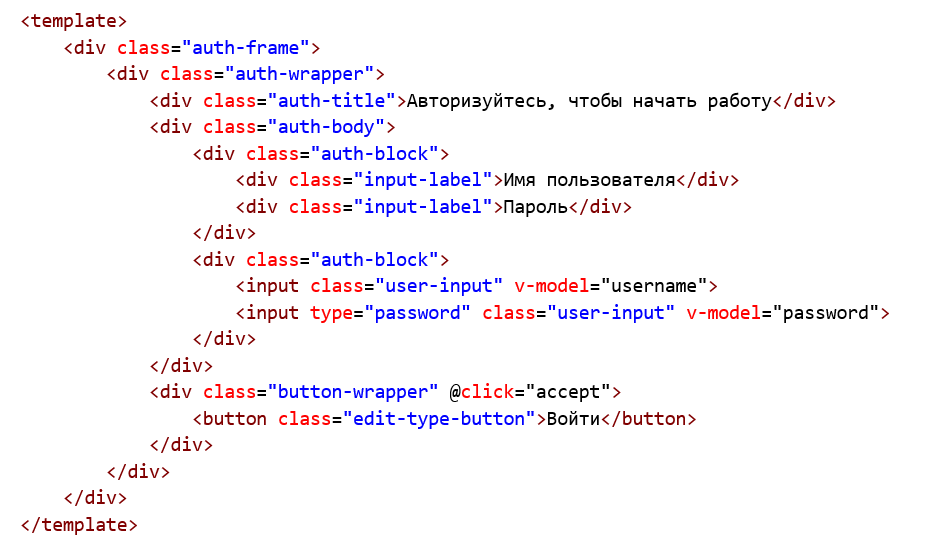 <template>
    <div class="auth-frame">
        <div class="auth-wrapper">
            <div class="auth-title">Авторизуйтесь, чтобы начать работу</div>
            <div class="auth-body">
                <div class="auth-block">
                    <div class="input-label">Имя пользователя</div>
                    <div class="input-label">Пароль</div>
                </div>
                <div class="auth-block">
                    <input class="user-input" v-model="username">
                    <input type="password" class="user-input" v-model="password">
                </div>
            </div>
            <div class="button-wrapper" @click="accept">
                <button class="edit-type-button">Войти</button>
            </div>
        </div>
    </div>
</template>